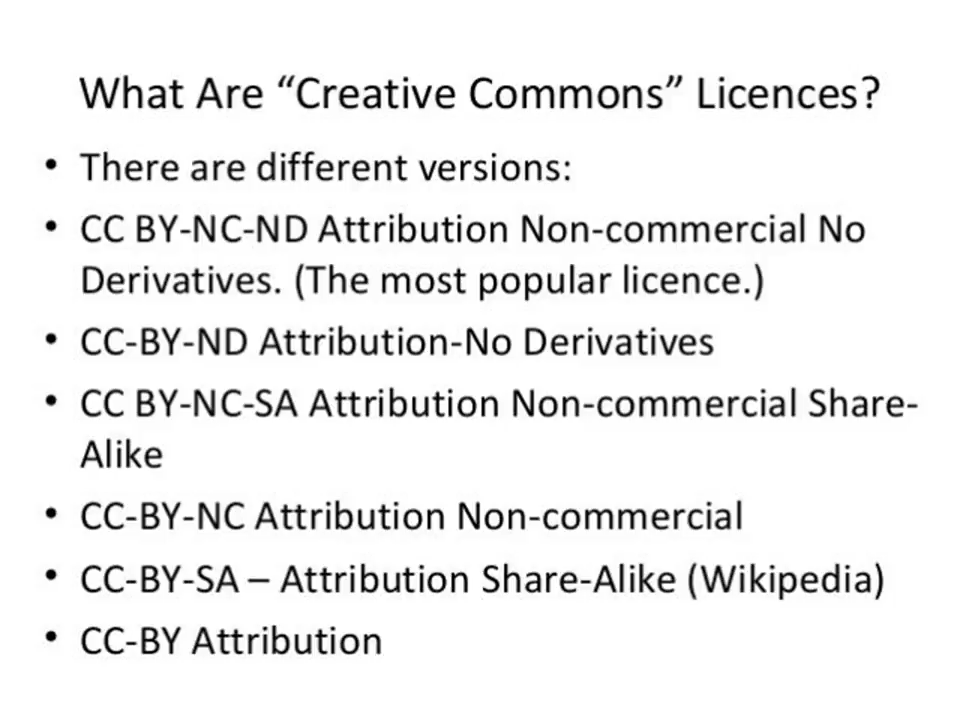 What Are “Creative Commons” Licences?
• There are different versions:
• CC BY-NC-ND Attribution Non-commercial No
Derivatives. (The most popular licence.)
• CC-BY-ND Attribution-No Derivatives
• CC BY-NC-SA Attribution Non-commercial Share-
Alike
• CC-BY-NC Attribution Non-commercial
• CC-BY-SA – Attribution Share-Alike (Wikipedia)
• CC-BY Attribution